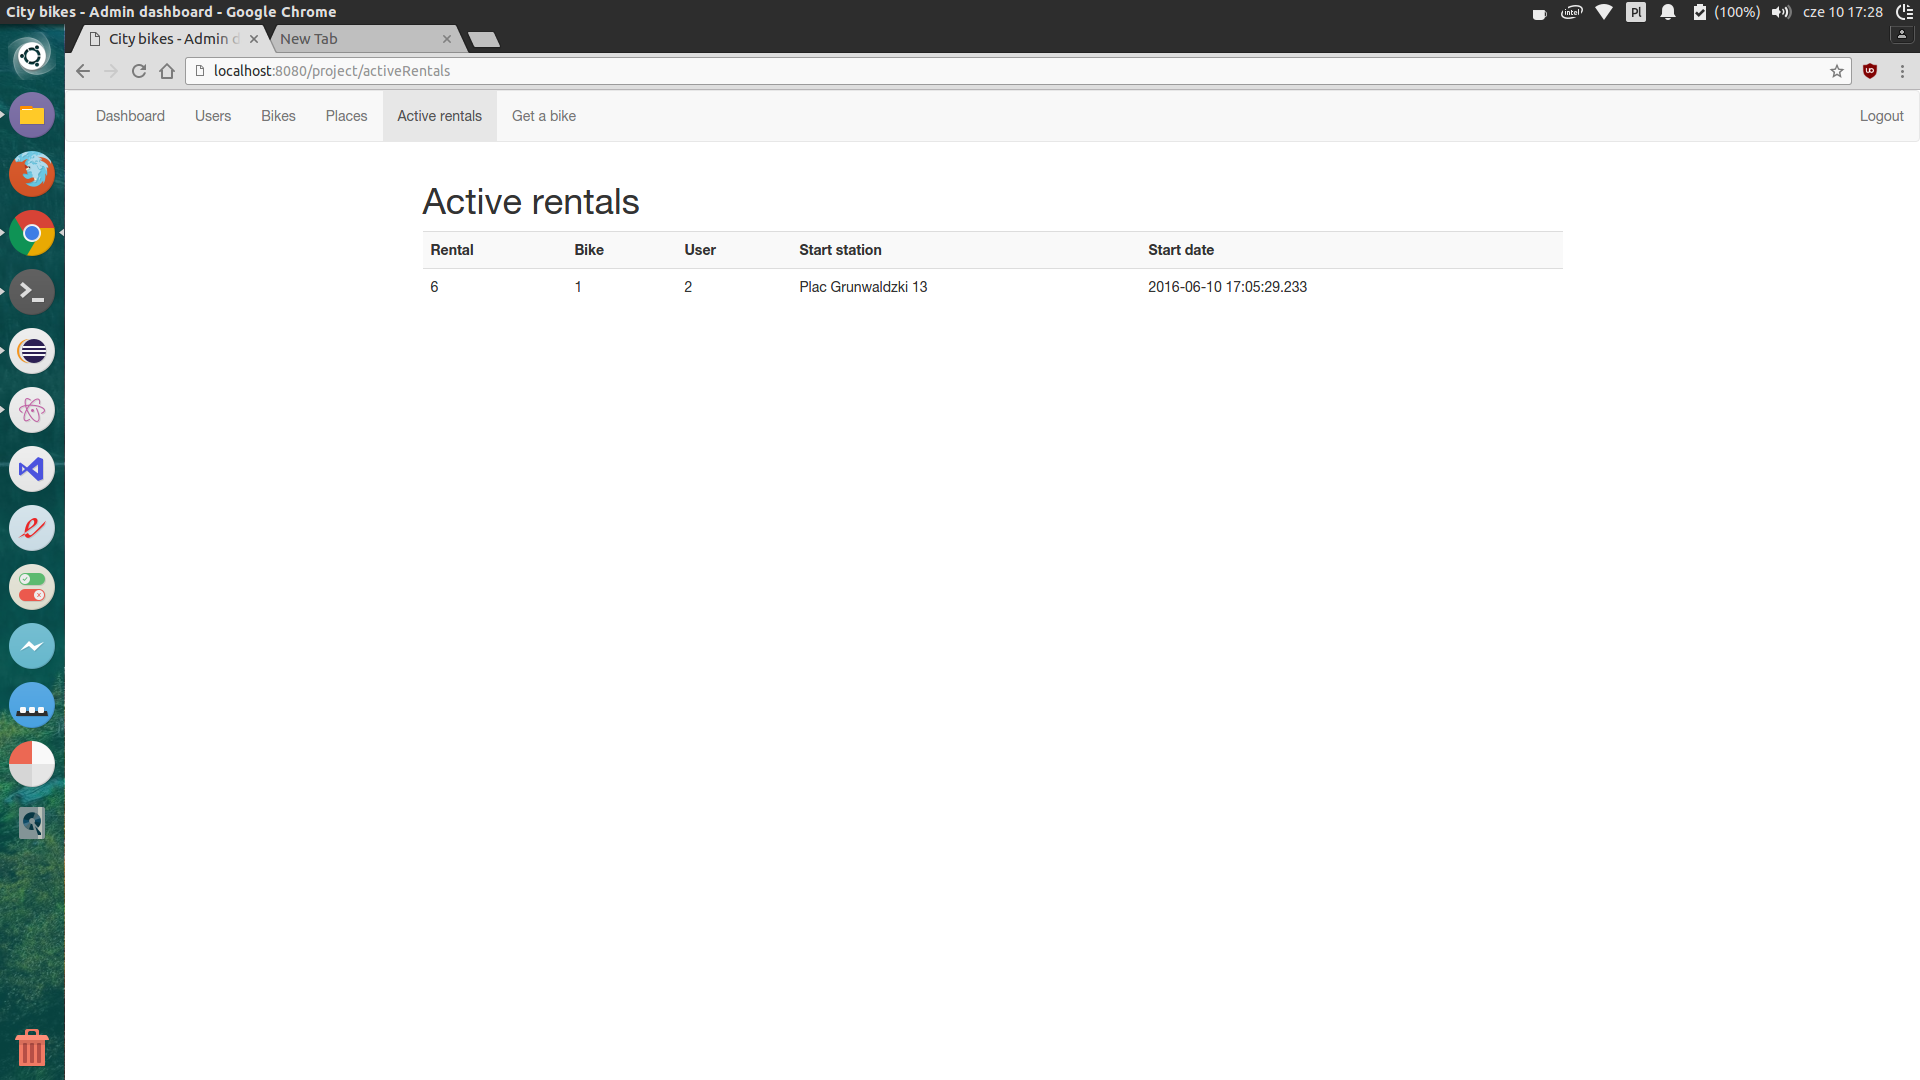 City bikes - Admin dashboard - Google Chrome
intel Pl (100%) cze 10 17:28
City bikes - Admin d New Tab
localhost:8080/project/activeRentals
Dashboard Users Bikes Places Active rentals Get a bike Logout
Active rentals
Rental Bike User Start station Start date
6 1 2 Plac Grunwaldzki 13 2016-06-10 17:05:29.233